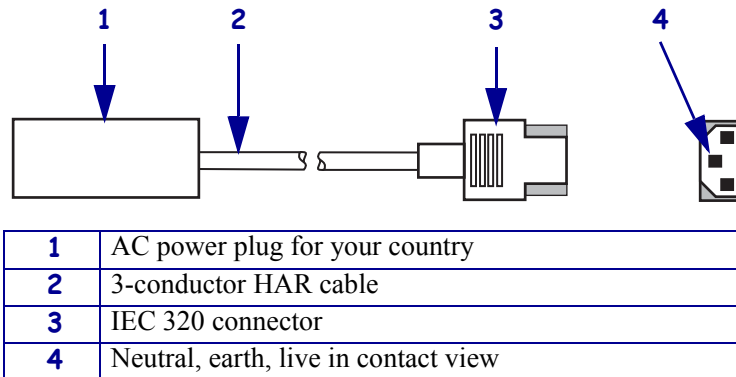 1 2 3 4
1 AC power plug for your country
2 3-conductor HAR cable
3 IEC 320 connector
4 Neutral, earth, live in contact view